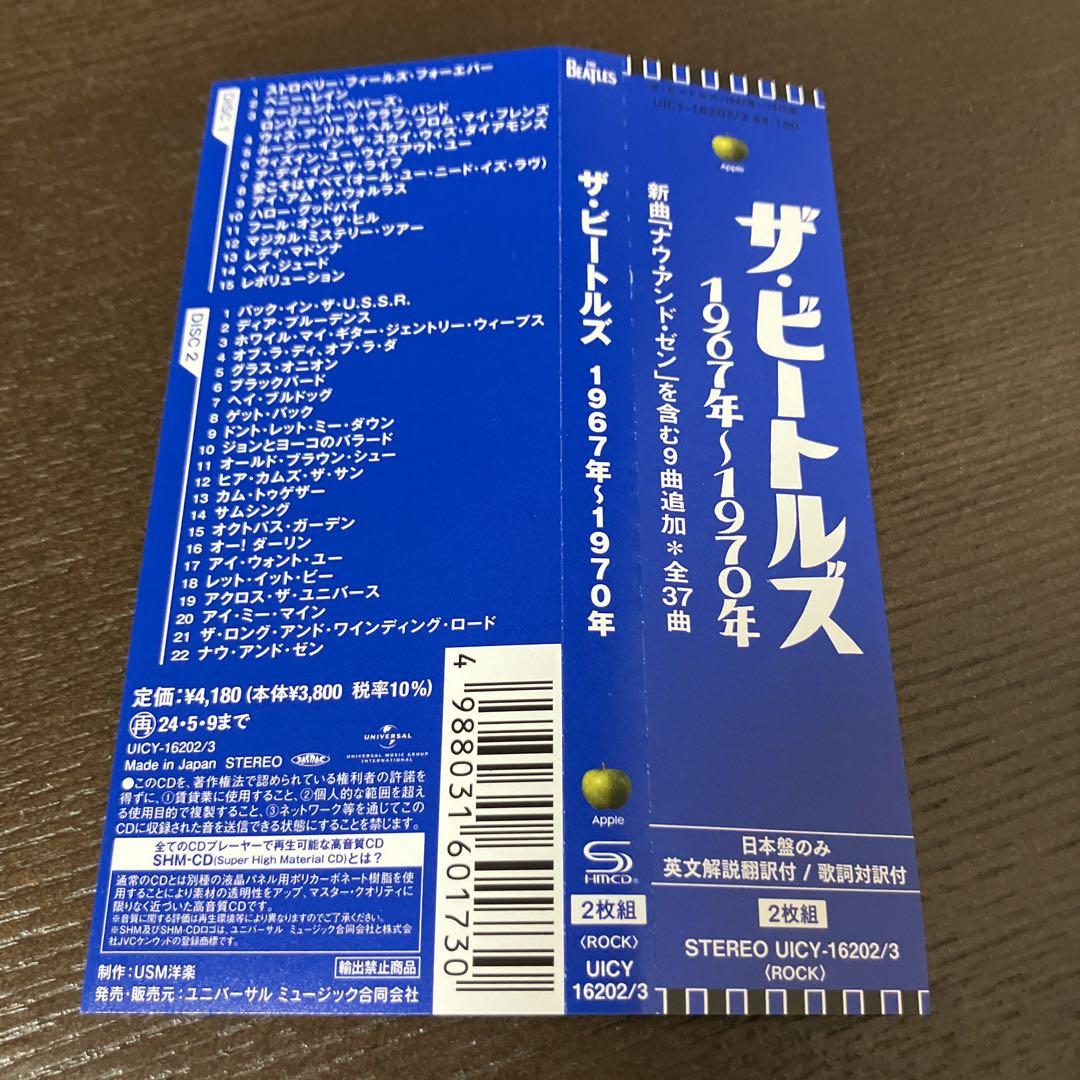 DISC 1
1 ストロベリー・フィールズ・フォーエバー
2 ペニー・レイン
3 サージェント・ペパーズ・
ロンリー・ハーツ・クラブ・バンド
4 ウィズ・ア・リトル・ヘルプ・フロム・マイ・フレンズ
5 ルーシー・イン・ザ・スカイ・ウィズ・ダイアモンズ
6 ウィズイン・ユー・ウィズアウト・ユー
7 ア・デイ・イン・ザ・ライフ
8 愛こそはすべて(オール・ユー・ニード・イズ・ラヴ)
9 アイ・アム・ザ・ウォルラス
10 ハロー・グッドバイ
11 フール・オン・ザ・ヒル
12 マジカル・ミステリー・ツアー
13 レディ・マドンナ
14 ヘイ・ジュード
15 レボリューション
DISC 2
1 バック・イン・ザ・U.S.S.R.
2 ディア・プルーデンス
3 ホワイル・マイ・ギター・ジェントリー・ウィープス
4 オブ・ラ・ディ,オブ・ラ・ダ
5 グラス・オニオン
6 ブラックバード
7 ヘイ・ブルドッグ
8 ゲット・バック
9 ドント・レット・ミー・ダウン
10 ジョンとヨーコのバラード
11 オールド・ブラウン・シュー
12 ヒア・カムズ・ザ・サン
13 カム・トゥゲザー
14 サムシング
15 オクトパス・ガーデン
16 オー! ダーリン
17 アイ・ウォント・ユー
18 レット・イット・ビー
19 アクロス・ザ・ユニバース
20 アイ・ミー・マイン
21 ザ・ロング・アンド・ワインディング・ロード
22 ナウ・アンド・ゼン
定価:¥4,180 (本体¥3,800 税率10%)
再 24・5・9まで
UICY-16202/3
Made in Japan STEREO JASRAC
UNIVERSAL
UNIVERSAL MUSIC GROUP
INTERNATIONAL
●このCDを、著作権法で認められている権利者の許諾を
得ずに、①賃貸業に使用すること、②個人的な範囲を超え
る使用目的で複製すること、③ネットワーク等を通じてこの
CDに収録された音を送信できる状態にすることを禁じます。
全てのCDプレーヤーで再生可能な高音質CD
SHM-CD(Super High Material CD)とは?
通常のCDとは別種の液晶パネル用ポリカーボネート樹脂を使
用することにより素材の透明性をアップ、マスター・クオリティに
限りなく近づいた高音質CDです。
※音質に関する評価は再生環境等により異なりますのでご了承ください。
※SHM及びSHM-CDロゴは、ユニバーサル ミュージック合同会社と株式会
社JVCケンウッドの登録商標です。
制作:USM洋楽
輸出禁止商品
発売・販売元:ユニバーサル ミュージック合同会社
4 988031 601730
THE
BEATLES
ザ・ビートルズ 1967年~1970年
Apple
SHM CD
2枚組
〈ROCK〉
UICY
16202/3
UICY-16202/3 ¥4,180
Apple
ザ・ビートルズ
1967年~1970年
新曲「ナウ・アンド・ゼン」を含む9曲追加*全37曲
日本盤のみ
英文解説翻訳付 / 歌詞対訳付
2枚組
STEREO UICY-16202/3
〈ROCK〉